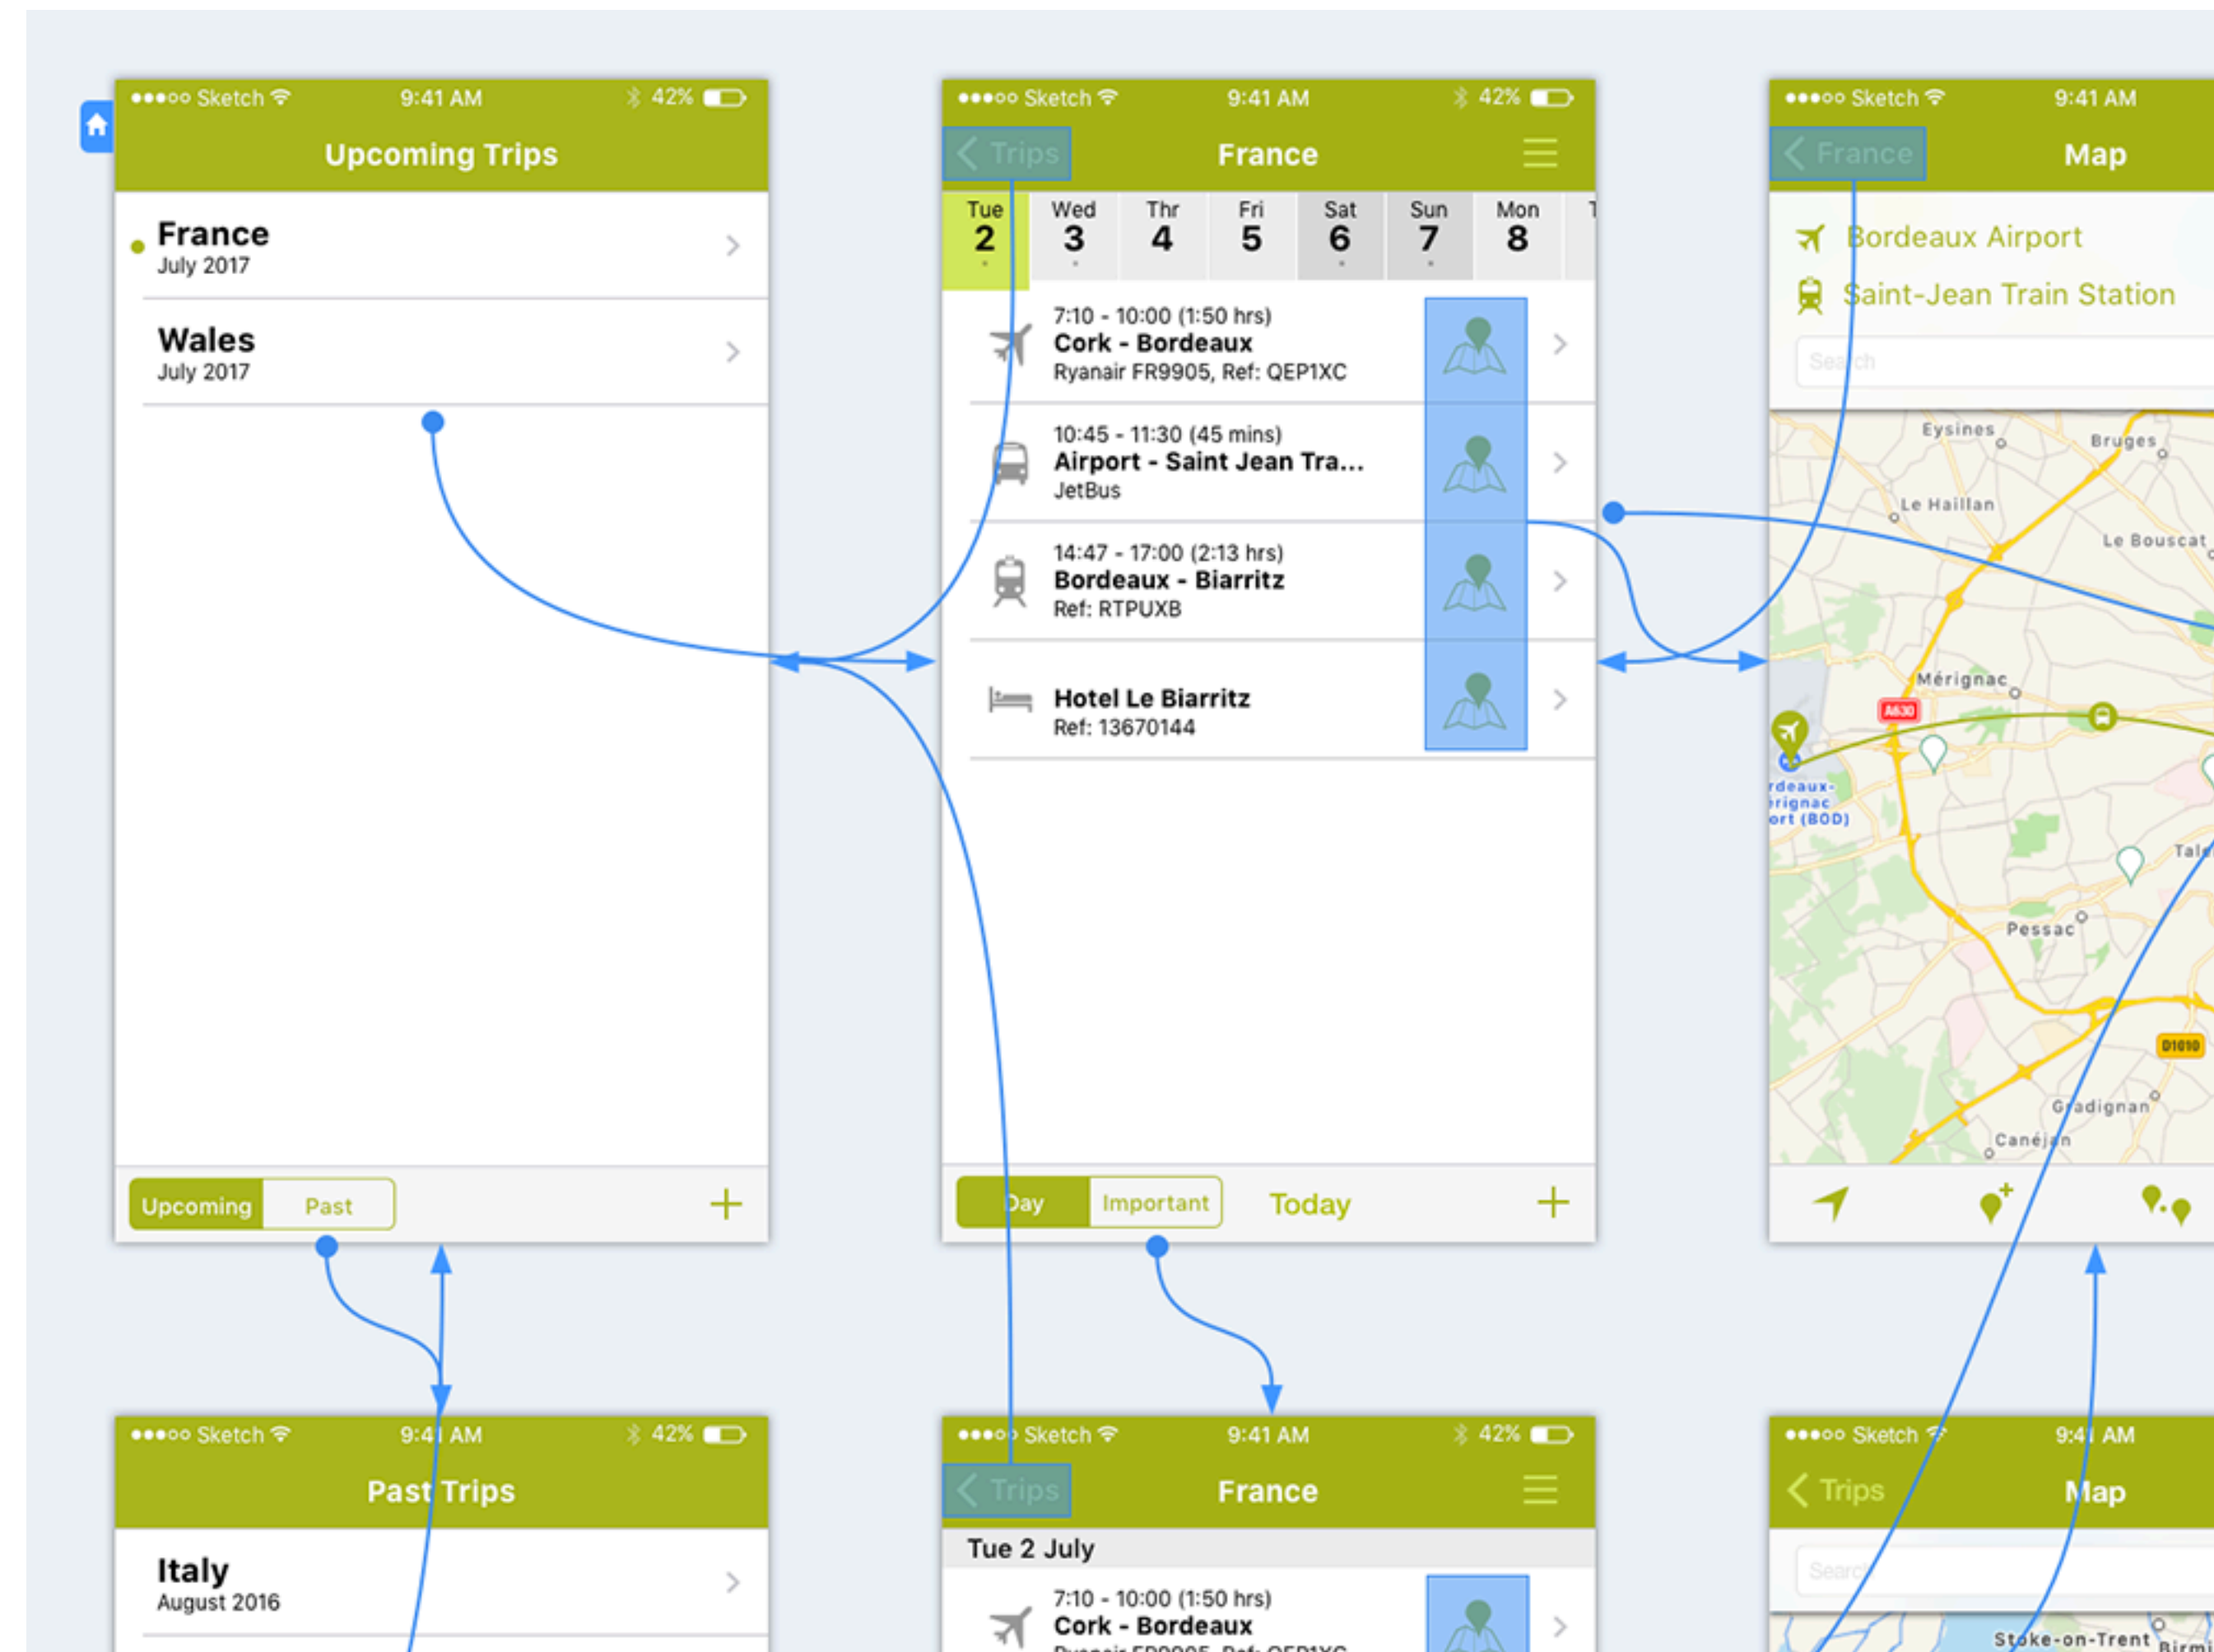 Sketch 9:41 AM 42%
Upcoming Trips
France
July 2017
Wales
July 2017
Upcoming Past
Sketch 9:41 AM 42%
Trips France
Tue Wed Thr Fri Sat Sun Mon
2 3 4 5 6 7 8
7:10 - 10:00 (1:50 hrs)
Cork - Bordeaux
Ryanair FR9905, Ref: QEP1XC
10:45 - 11:30 (45 mins)
Airport - Saint Jean Tra...
JetBus
14:47 - 17:00 (2:13 hrs)
Bordeaux - Biarritz
Ref: RTPUXB
Hotel Le Biarritz
Ref: 13670144
Day Important Today
Sketch 9:41 AM
France Map
Bordeaux Airport
Saint-Jean Train Station
Search
Eysines
Bruges
Le Haillan
Le Bouscat
Mérignac
A630
ort (BOD)
Pessac
D1010
Gradignan
Canéjan
Sketch 9:41 AM 42%
Past Trips
Italy
August 2016
Sketch 9:41 AM 42%
Trips France
Tue 2 July
7:10 - 10:00 (1:50 hrs)
Cork - Bordeaux
Sketch 9:41 AM
Trips Map
Search
Stoke-on-Trent